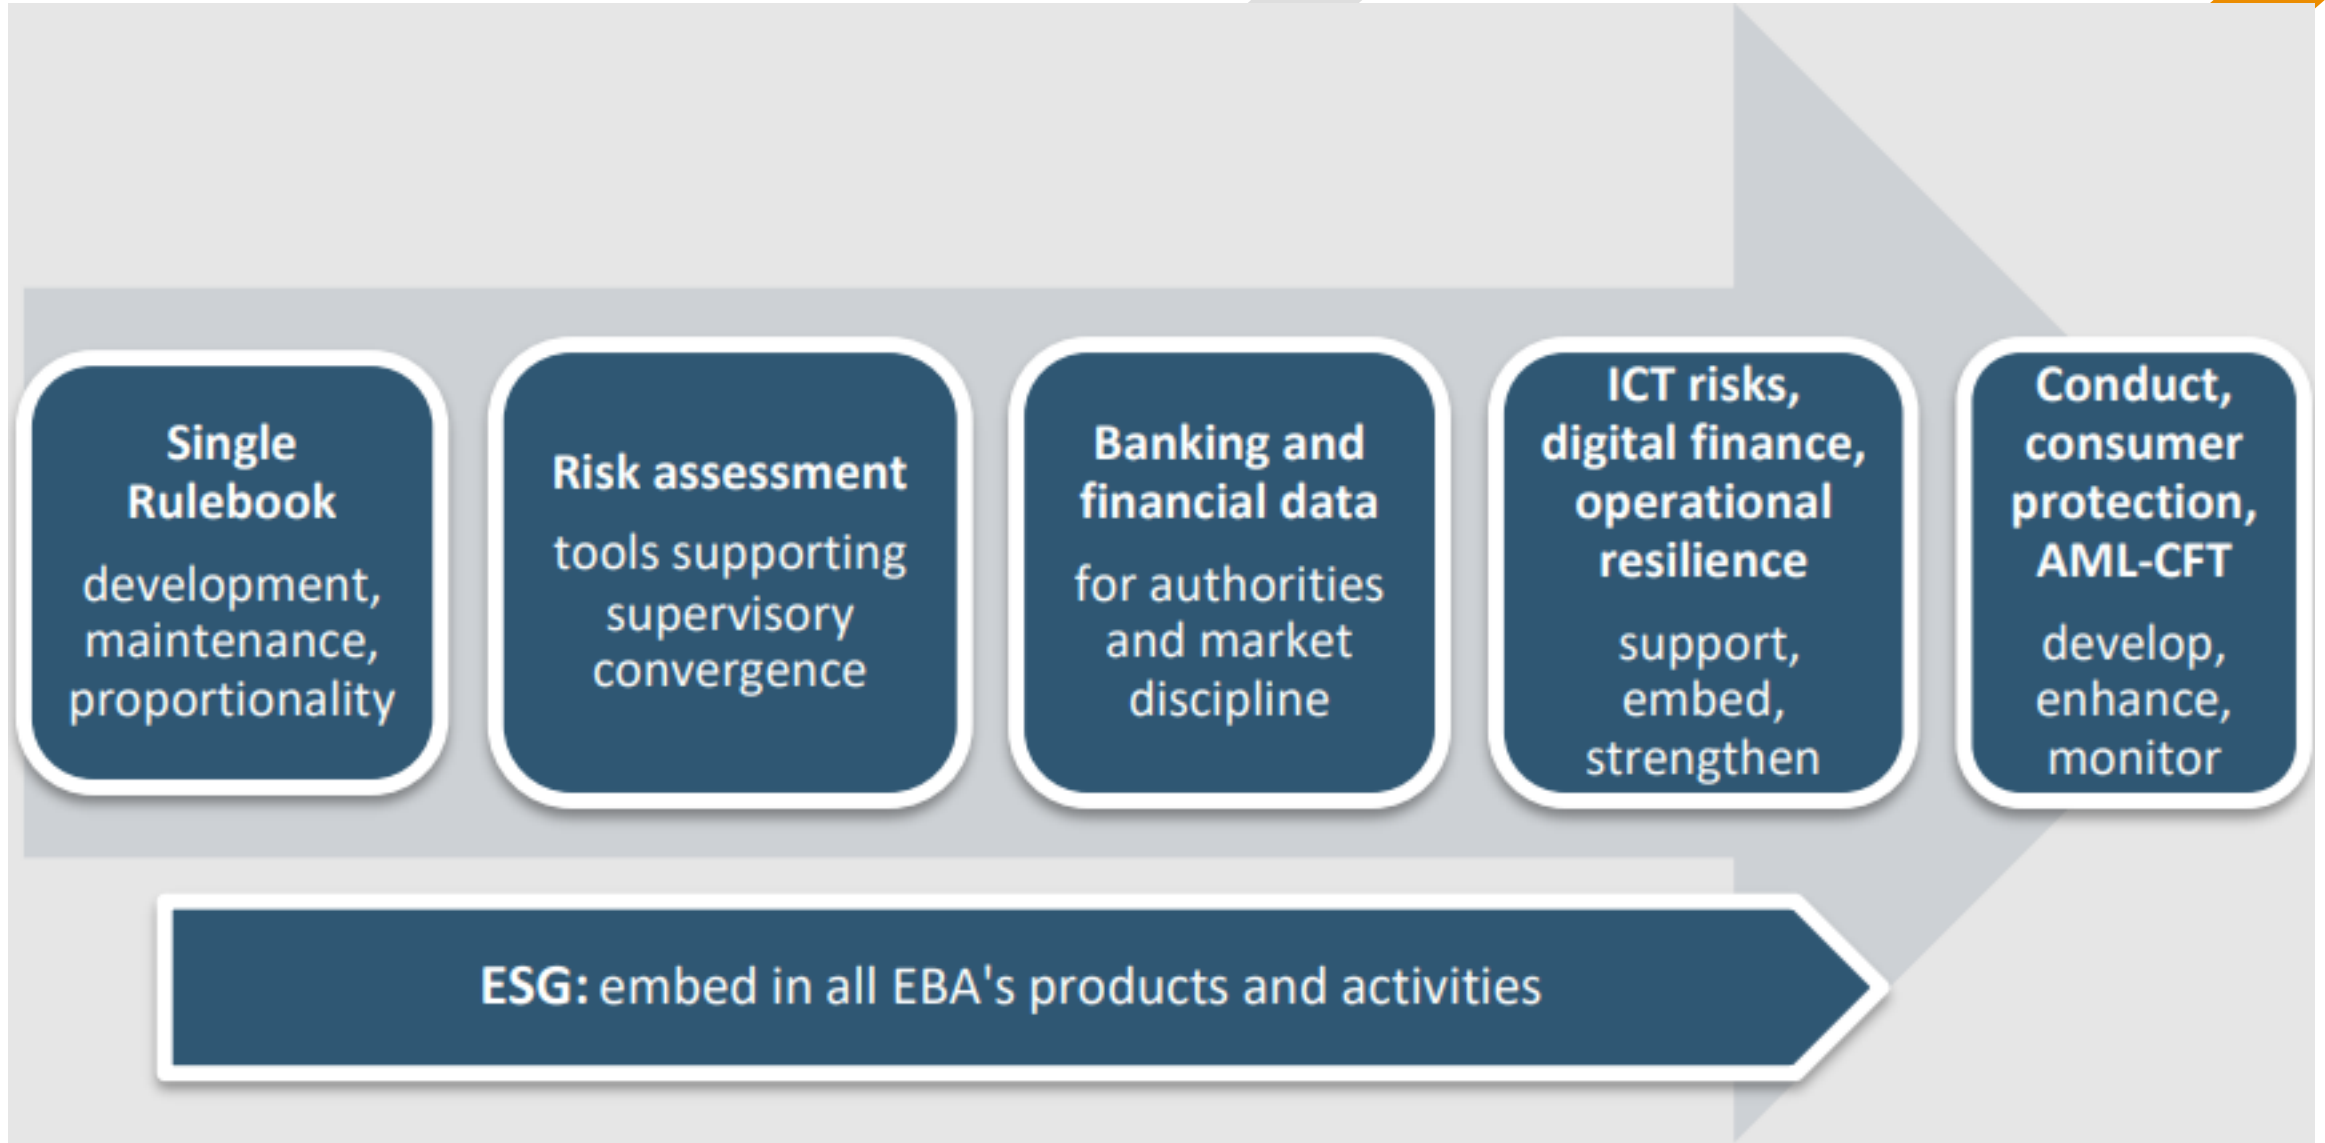 Single
Rulebook
development,
maintenance,
proportionality
Risk assessment
tools supporting
supervisory
convergence
Banking and
financial data
for authorities
and market
discipline
ICT risks,
digital finance,
operational
resilience
support,
embed,
strengthen
Conduct,
consumer
protection,
AML-CFT
develop,
enhance,
monitor
ESG: embed in all EBA's products and activities